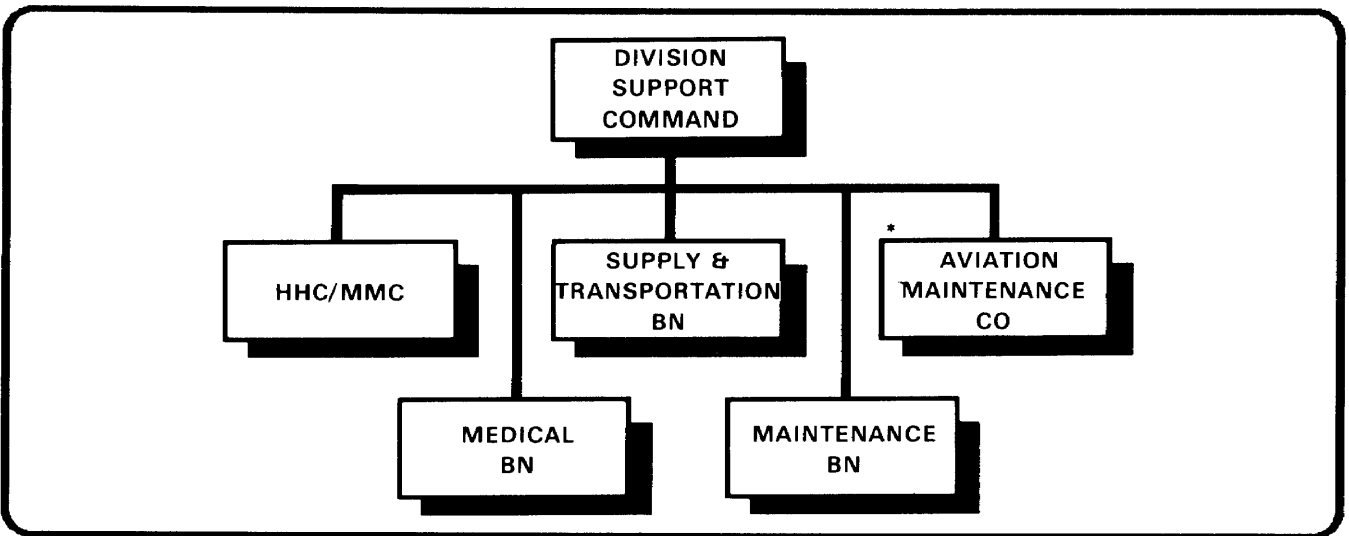 DIVISION
SUPPORT
COMMAND
HHC/MMC
SUPPLY &
TRANSPORTATION
BN
*
AVIATION
MAINTENANCE
CO
MEDICAL
BN
MAINTENANCE
BN